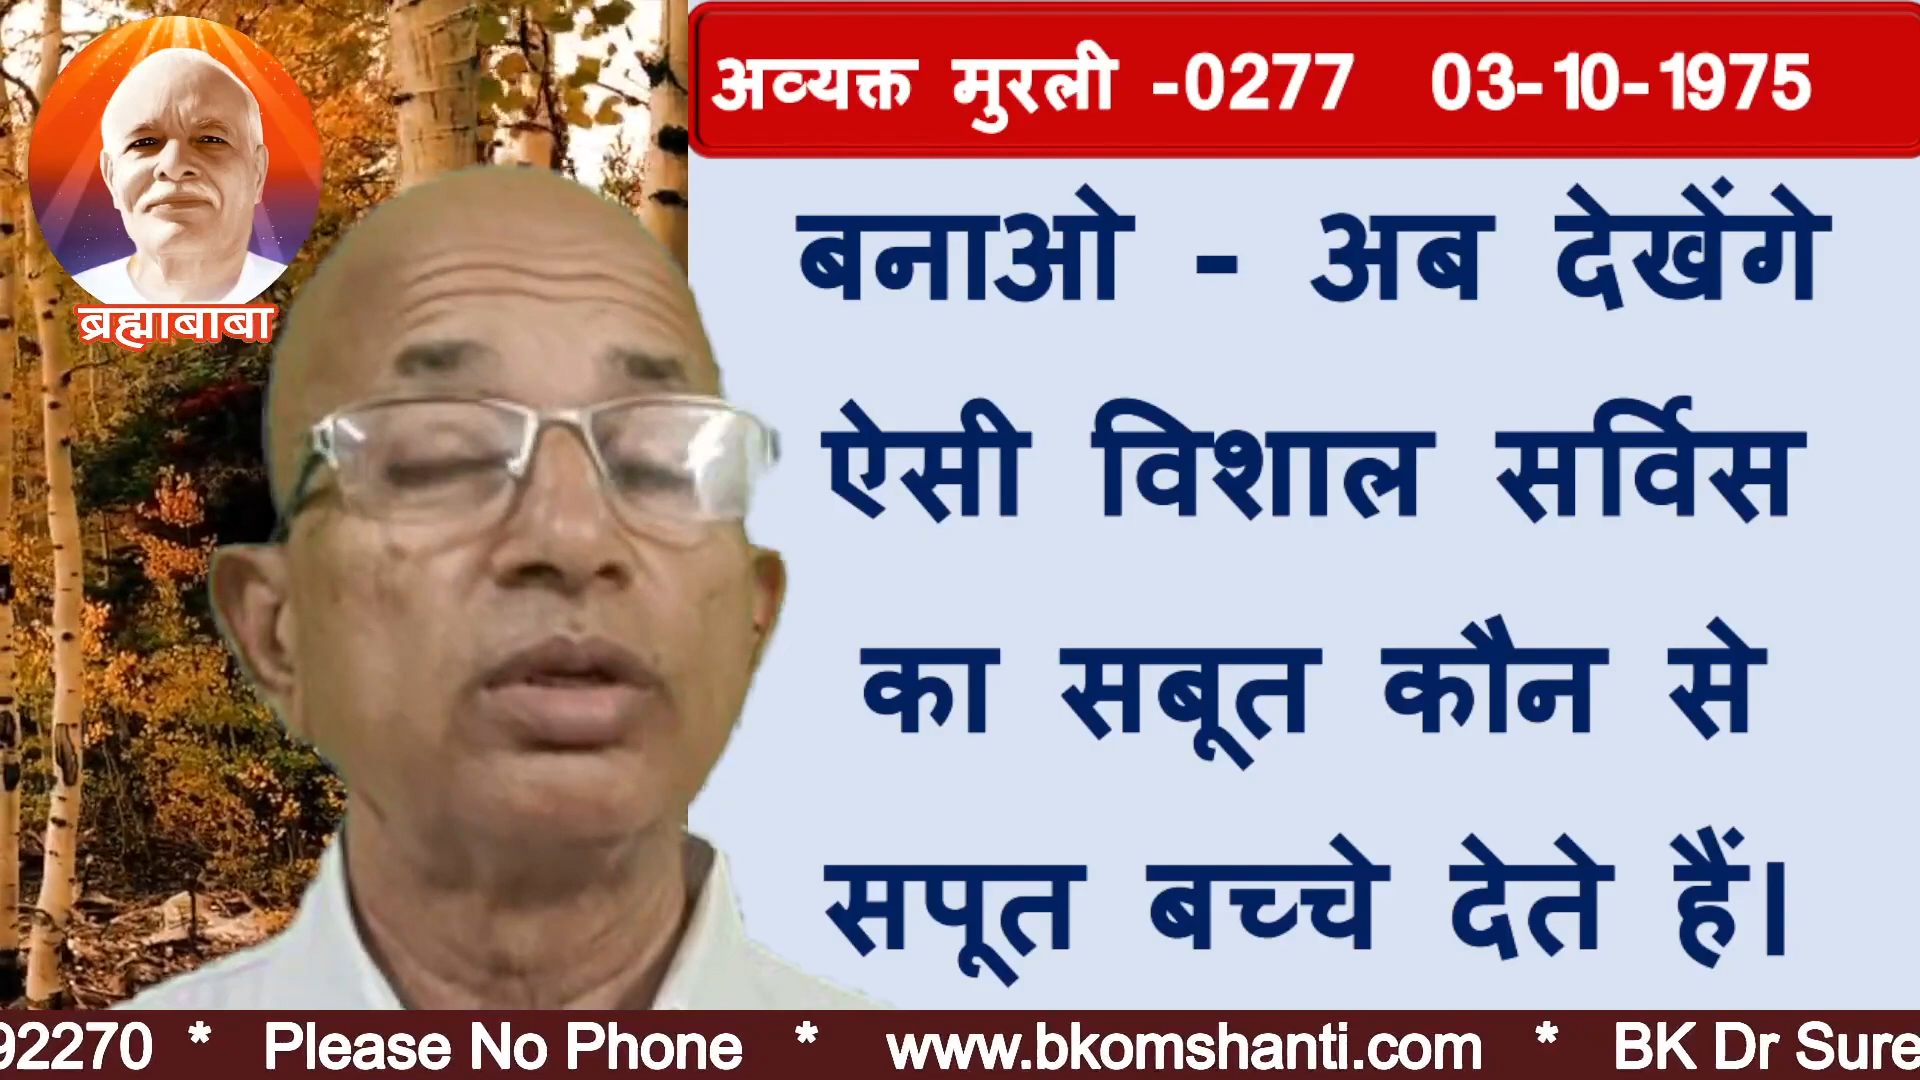 अव्यक्त मुरली -0277 03-10-1975
ब्रह्माबाबा
बनाओ - अब देखेंगे
ऐसी विशाल सर्विस
का सबूत कौन से
सपूत बच्चे देते हैं।
92270 * Please No Phone * www.bkomshanti.com * BK Dr Sure